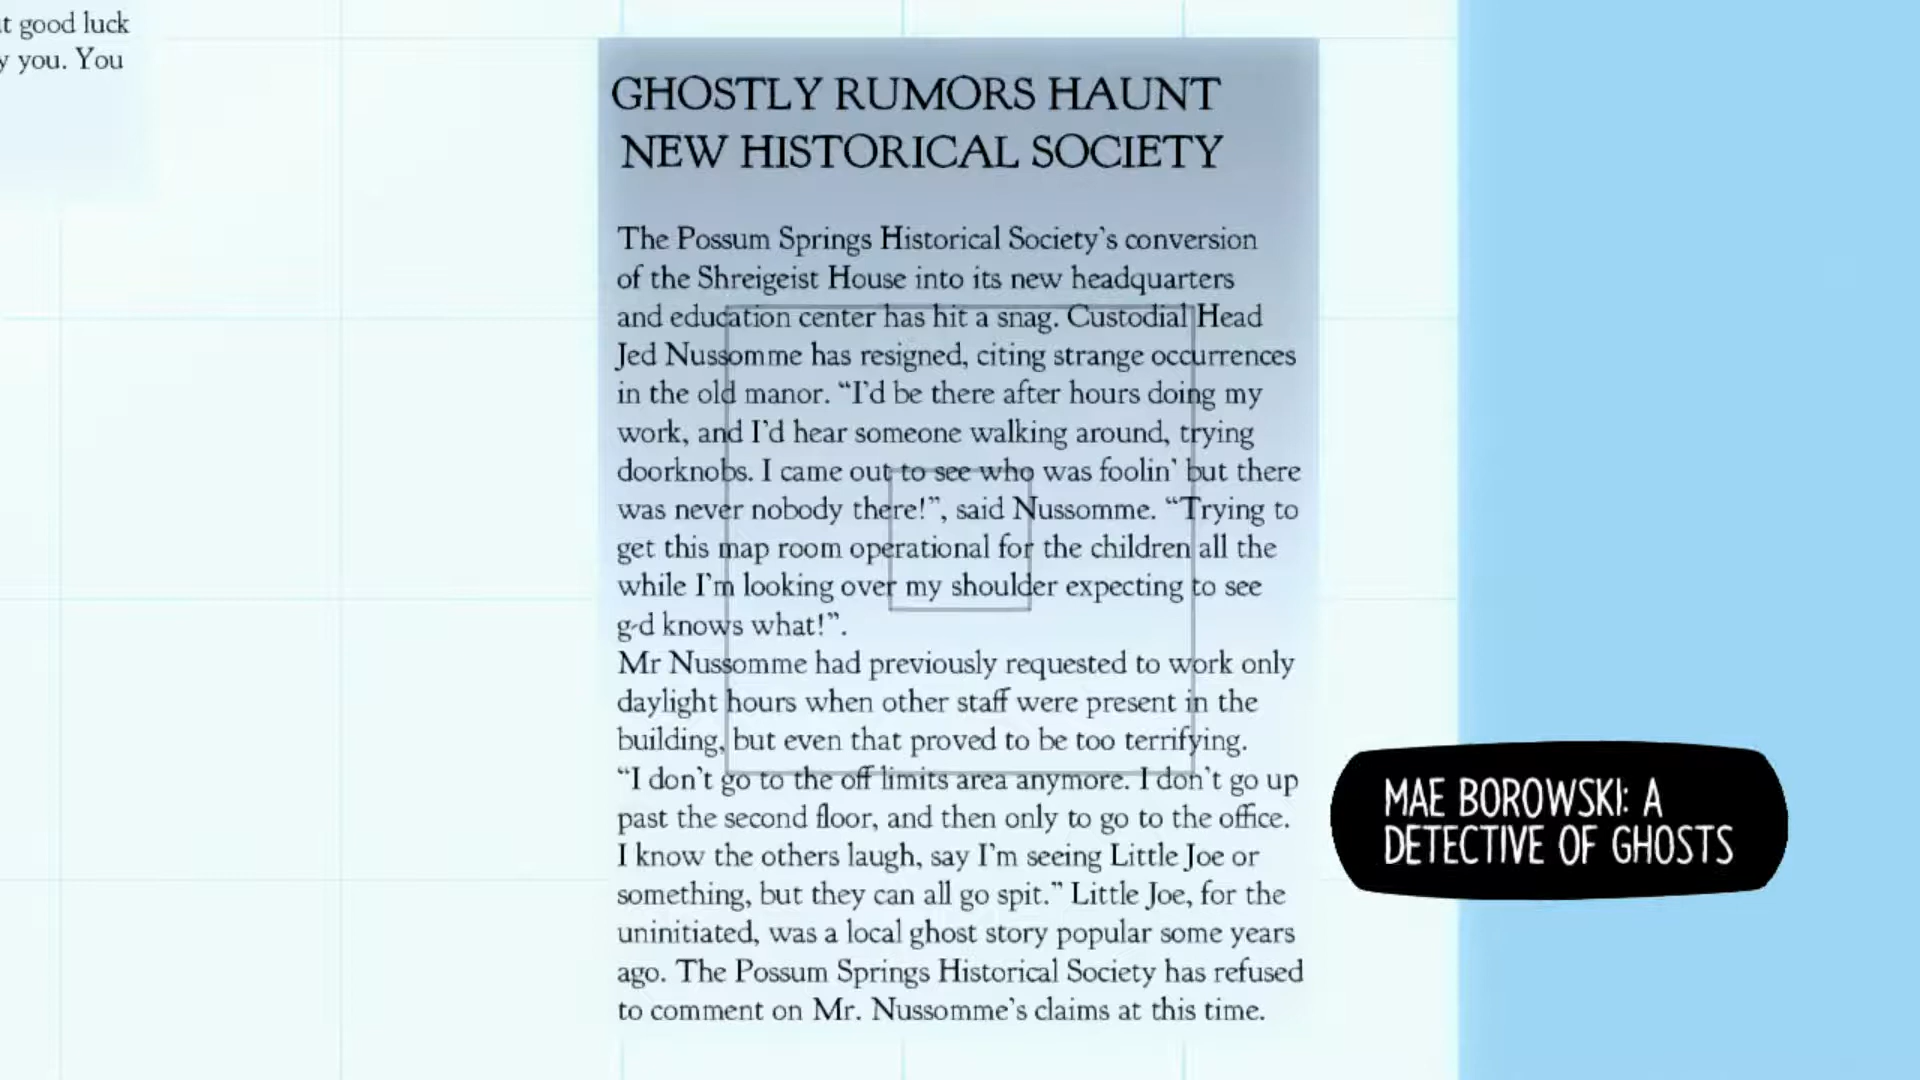 t good luck
y you. You
GHOSTLY RUMORS HAUNT
NEW HISTORICAL SOCIETY
The Possum Springs Historical Society's conversion
of the Shreigeist House into its new headquarters
and education center has hit a snag. Custodial Head
Jed Nussomme has resigned, citing strange occurrences
in the old manor. “I'd be there after hours doing my
work, and I'd hear someone walking around, trying
doorknobs. I came out to see who was foolin' but there
was never nobody there!”, said Nussomme. “Trying to
get this map room operational for the children all the
while I'm looking over my shoulder expecting to see
g-d knows what!”.
Mr Nussomme had previously requested to work only
daylight hours when other staff were present in the
building, but even that proved to be too terrifying.
“I don't go to the off limits area anymore. I don't go up
past the second floor, and then only to go to the office.
I know the others laugh, say I'm seeing Little Joe or
something, but they can all go spit.” Little Joe, for the
uninitiated, was a local ghost story popular some years
ago. The Possum Springs Historical Society has refused
to comment on Mr. Nussomme's claims at this time.
MAE BOROWSKI: A
DETECTIVE OF GHOSTS